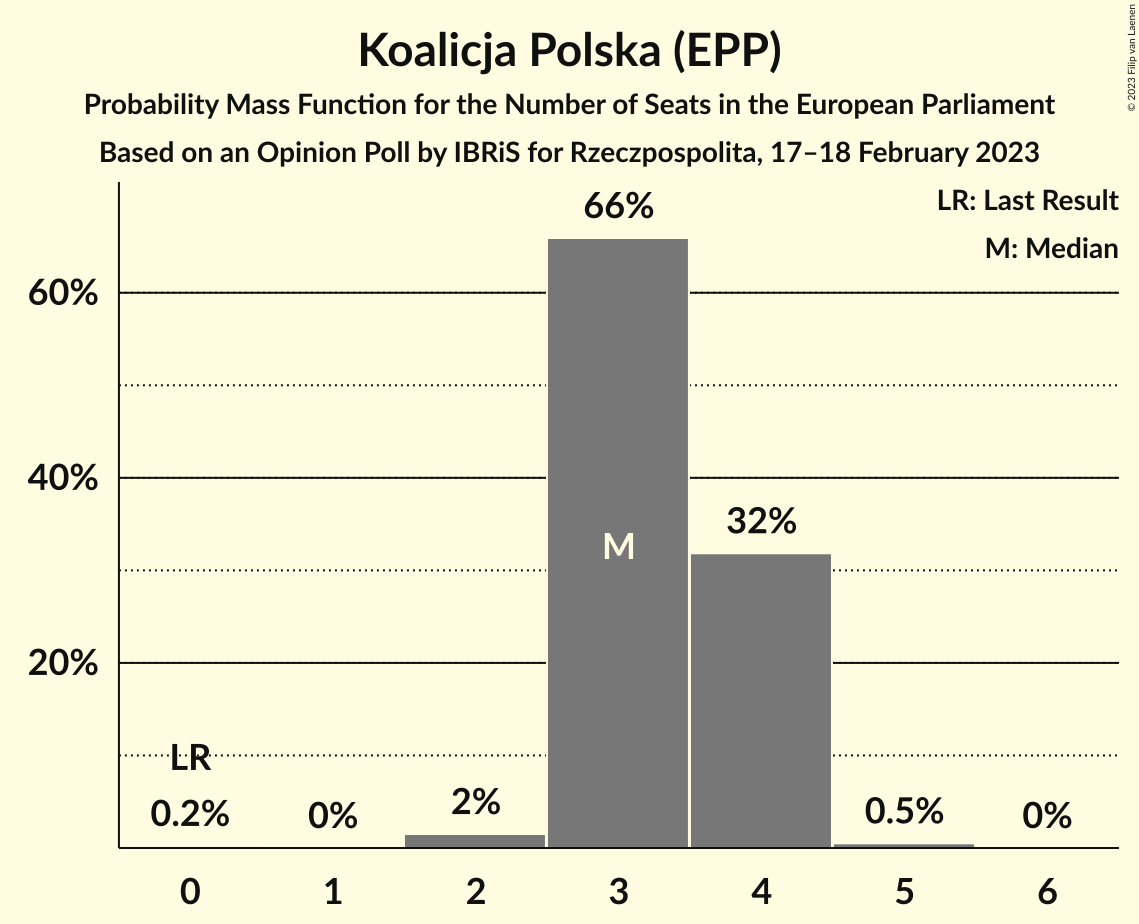 Koalicja Polska (EPP)
Probability Mass Function for the Number of Seats in the European Parliament
Based on an Opinion Poll by IBRiS for Rzeczpospolita, 17–18 February 2023
© 2023 Filip van Laenen
LR: Last Result
M: Median
66%
60%
40%
32%
M
20%
LR
0.2%
0%
2%
0.5%
0%
0 1 2 3 4 5 6